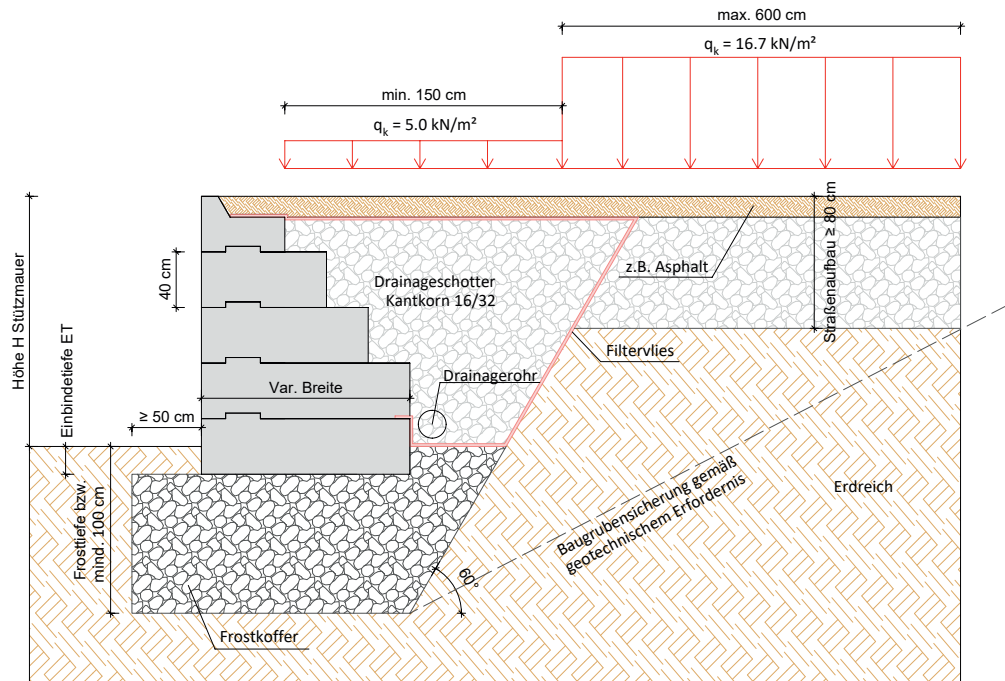 max. 600 cm
qk = 16.7 kN/m²
min. 150 cm
qk = 5.0 kN/m²
Höhe H Stützmauer
40 cm
Drainageschotter
Kantkorn 16/32
z.B. Asphalt
Straßenaufbau ≥ 80 cm
Filtervlies
Drainagerohr
Var. Breite
Einbindetiefe ET
≥ 50 cm
Frosttiefe bzw.
mind. 100 cm
Baugrubensicherung gemäß
geotechnischem Erfordernis
Erdreich
60°
Frostkoffer